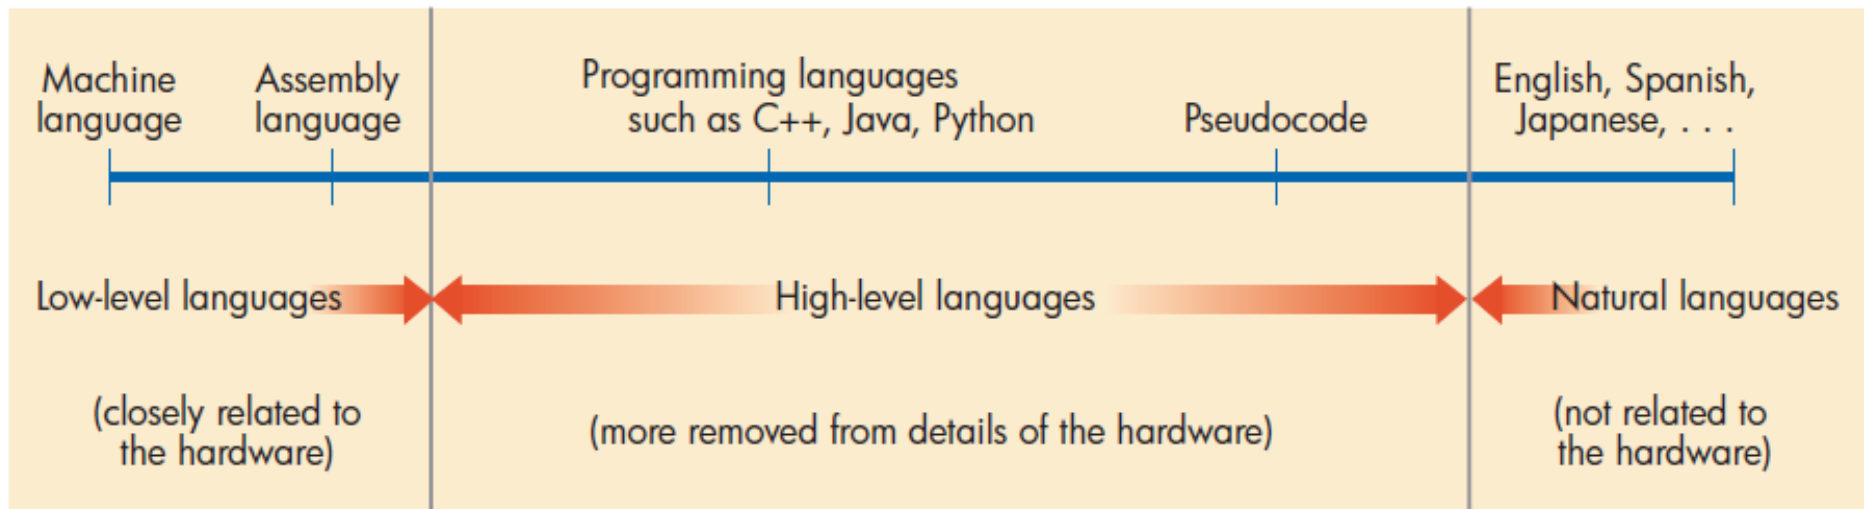 Machine
language
Assembly
language
Programming languages
such as C++, Java, Python
Pseudocode
English, Spanish,
Japanese, . . .
Low-level languages
High-level languages
Natural languages
(closely related to
the hardware)
(more removed from details of the hardware)
(not related to
the hardware)